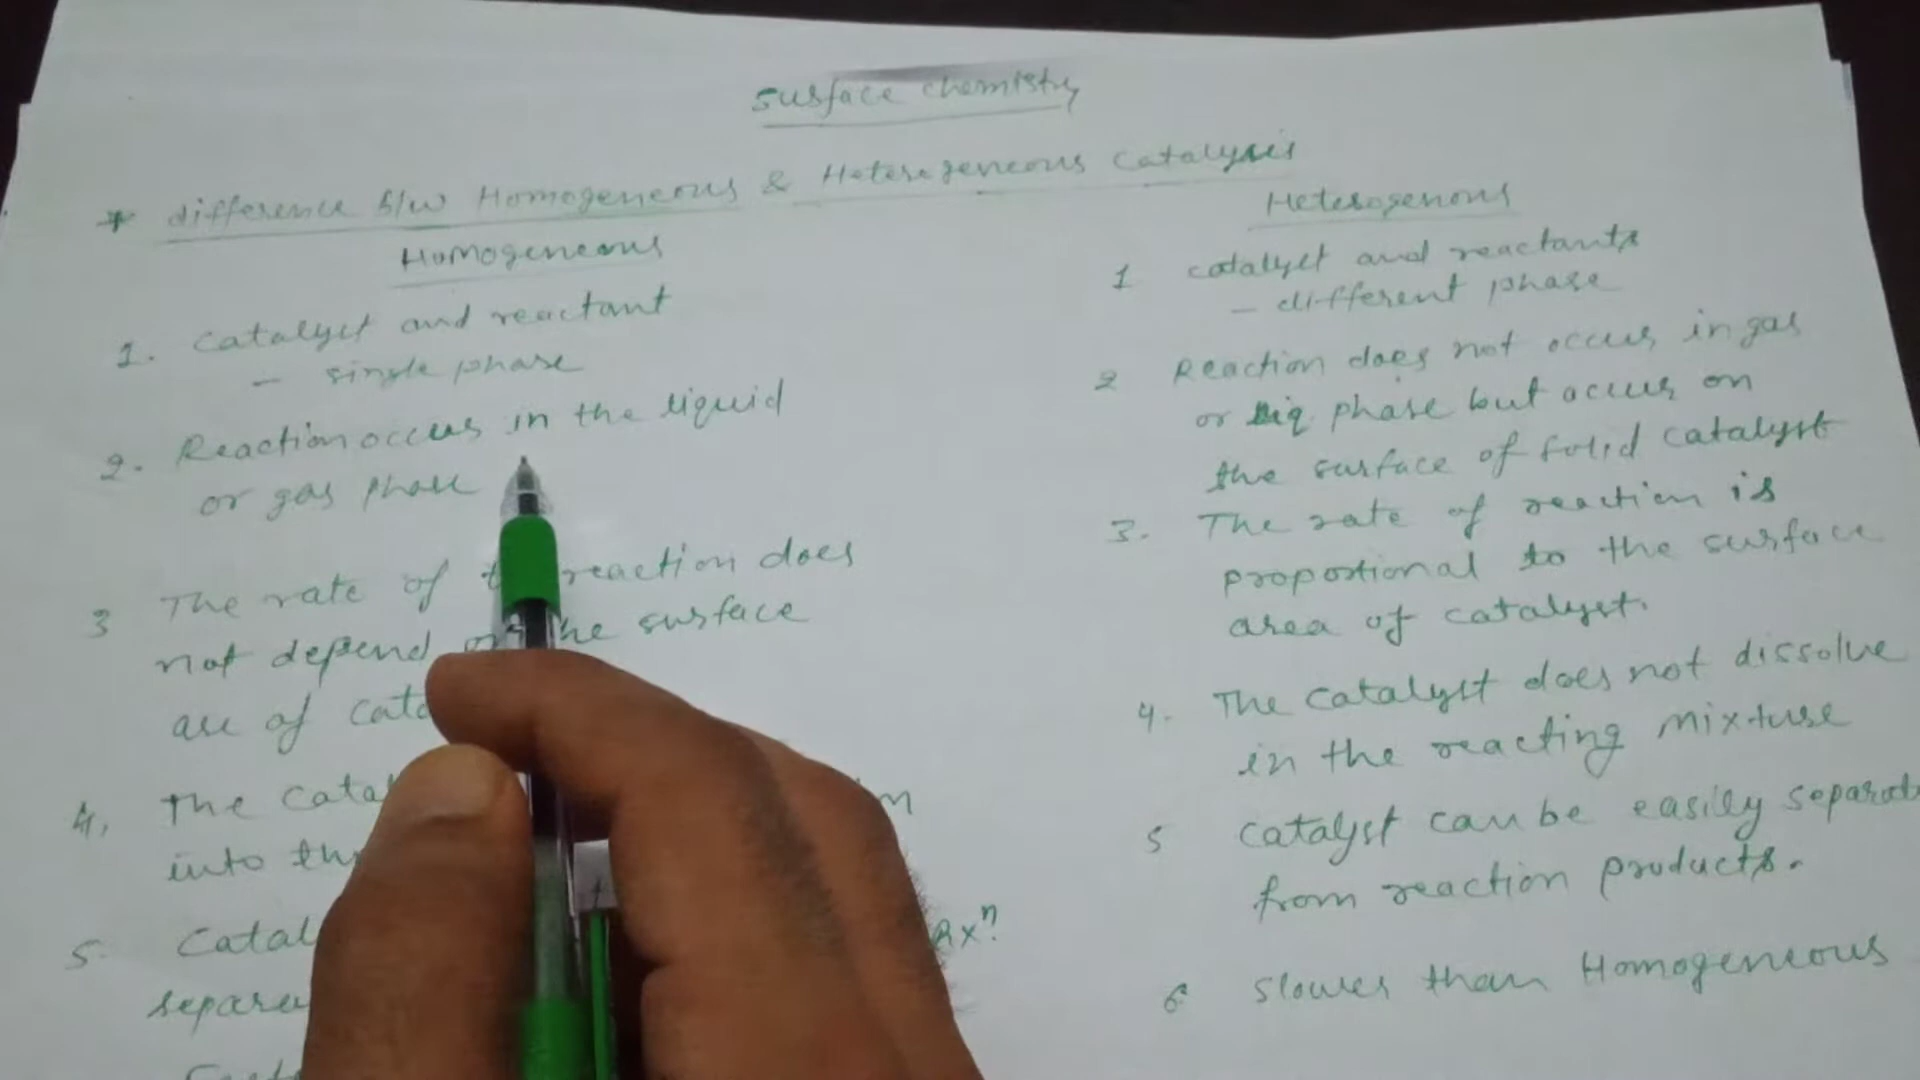 Surface chemistry
* difference b/w Homogeneous & Heterogeneous Catalysis
Homogeneous
1. Catalyst and reactant
- single phase
2. Reaction occurs in the liquid
or gas phase
3 The rate of reaction does
not depend the surface
are of
4. The
into
5.
Rxn
Heterogenous
1 catalyst and reactants
- different phase
2 Reaction does not occur in gas
or liq. phase but occurs on
the surface of solid catalyst
3. The rate of reaction is
proportional to the surface
area of catalyst.
4. The catalyst does not dissolve
in the reacting mixture
5 catalyst can be easily
from reaction products.
6 slower than Homogeneous